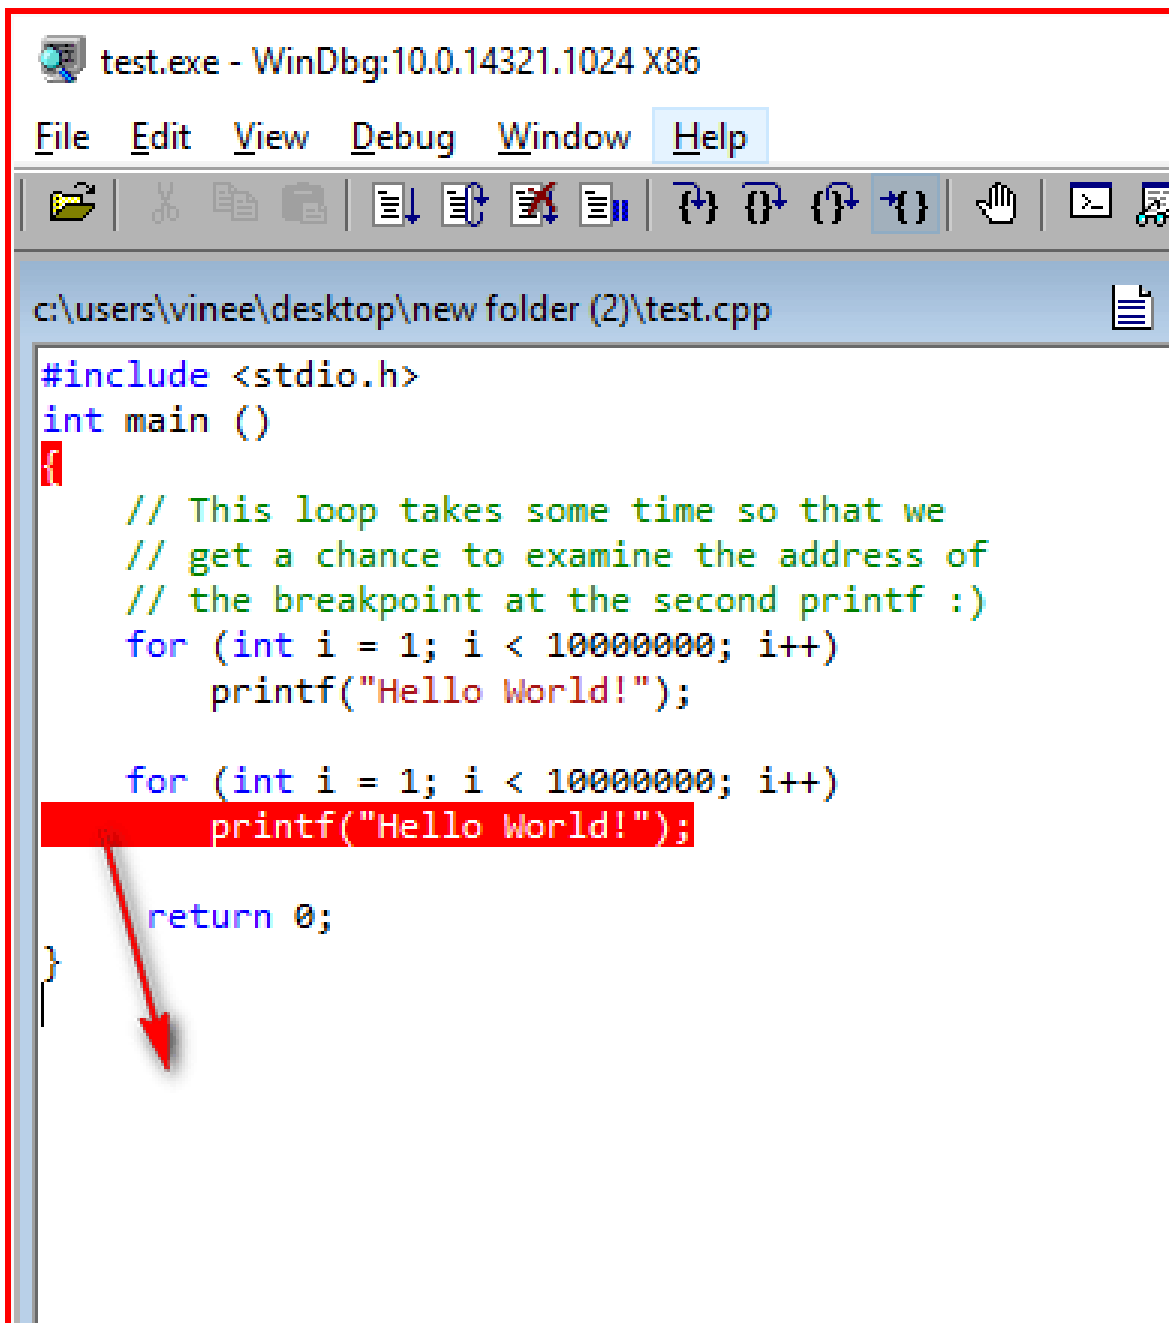 test.exe - WinDbg:10.0.14321.1024 X86
File Edit View Debug Window Help
c:\users\vinee\desktop\new folder (2)\test.cpp
#include <stdio.h>
int main ()
{
    // This loop takes some time so that we
    // get a chance to examine the address of
    // the breakpoint at the second printf :)
    for (int i = 1; i < 10000000; i++)
        printf("Hello World!");
    for (int i = 1; i < 10000000; i++)
        printf("Hello World!");
     return 0;
}